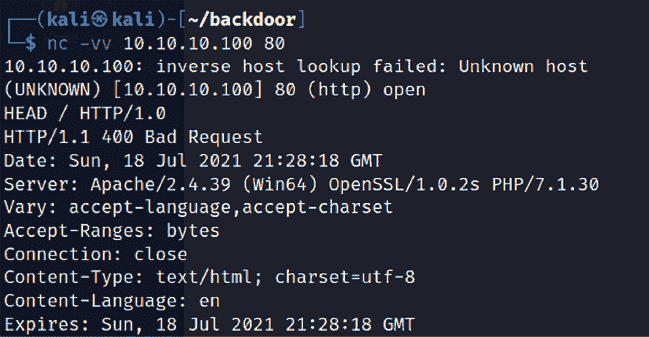 ┌──(kali㉿kali)-[~/backdoor]
└─$ nc -vv 10.10.10.100 80
10.10.10.100: inverse host lookup failed: Unknown host
(UNKNOWN) [10.10.10.100] 80 (http) open
HEAD / HTTP/1.0
HTTP/1.1 400 Bad Request
Date: Sun, 18 Jul 2021 21:28:18 GMT
Server: Apache/2.4.39 (Win64) OpenSSL/1.0.2s PHP/7.1.30
Vary: accept-language,accept-charset
Accept-Ranges: bytes
Connection: close
Content-Type: text/html; charset=utf-8
Content-Language: en
Expires: Sun, 18 Jul 2021 21:28:18 GMT